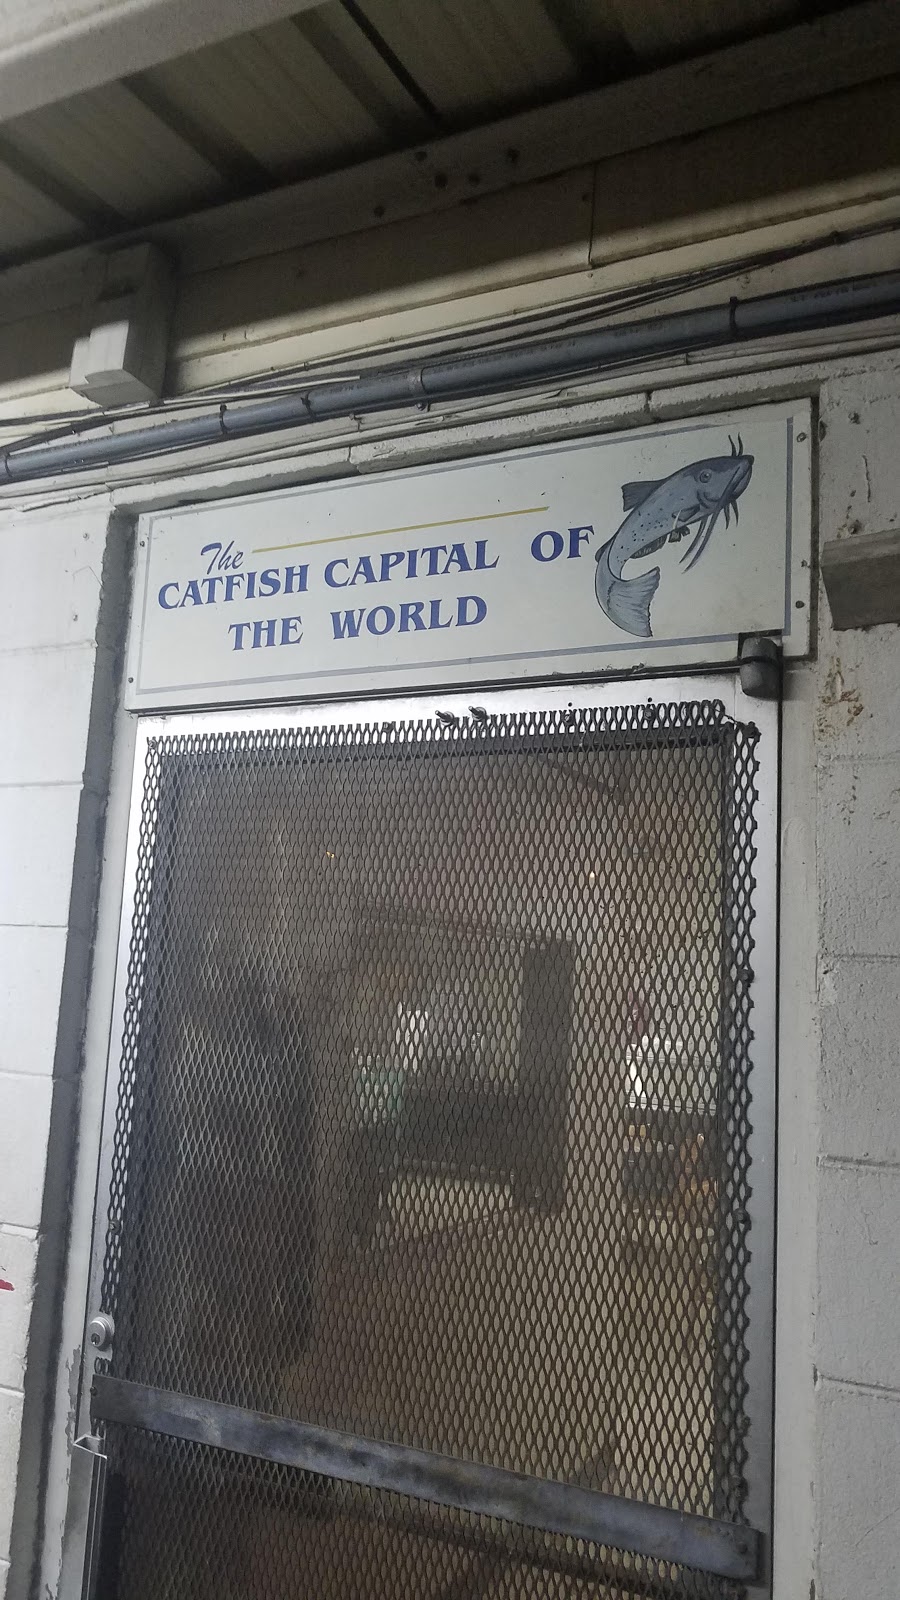 The
CATFISH CAPITAL OF
THE WORLD